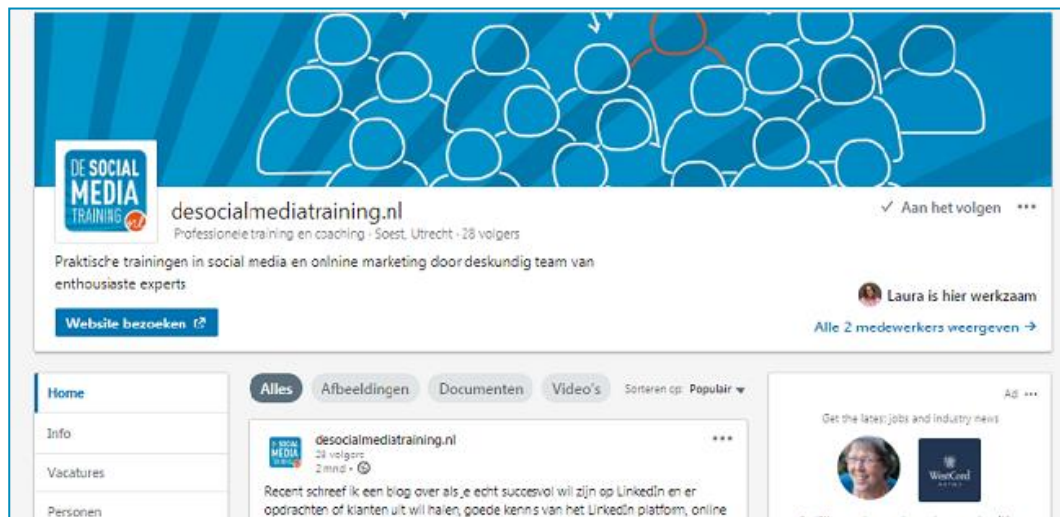 DE SOCIAL
MEDIA
TRAINING nl
desocialmediatraining.nl
✓ Aan het volgen •••
Professionele training en coaching · Soest, Utrecht · 28 volgers
Praktische trainingen in social media en onlnine marketing door deskundig team van
enthousiaste experts
Laura is hier werkzaam
Website bezoeken
Alle 2 medewerkers weergeven →
Home
Info
Vacatures
Personen
Alles Afbeeldingen Documenten Video's Sorteren op: Populair
desocialmediatraining.nl •••
28 volgers
2 mnd •
Recent schreef ik een blog over als je echt succesvol wil zijn op LinkedIn en er
opdrachten of klanten uit wil halen, goede kennis van het LinkedIn platform, online
Ad •••
Get the latest jobs and industry news
WestCord